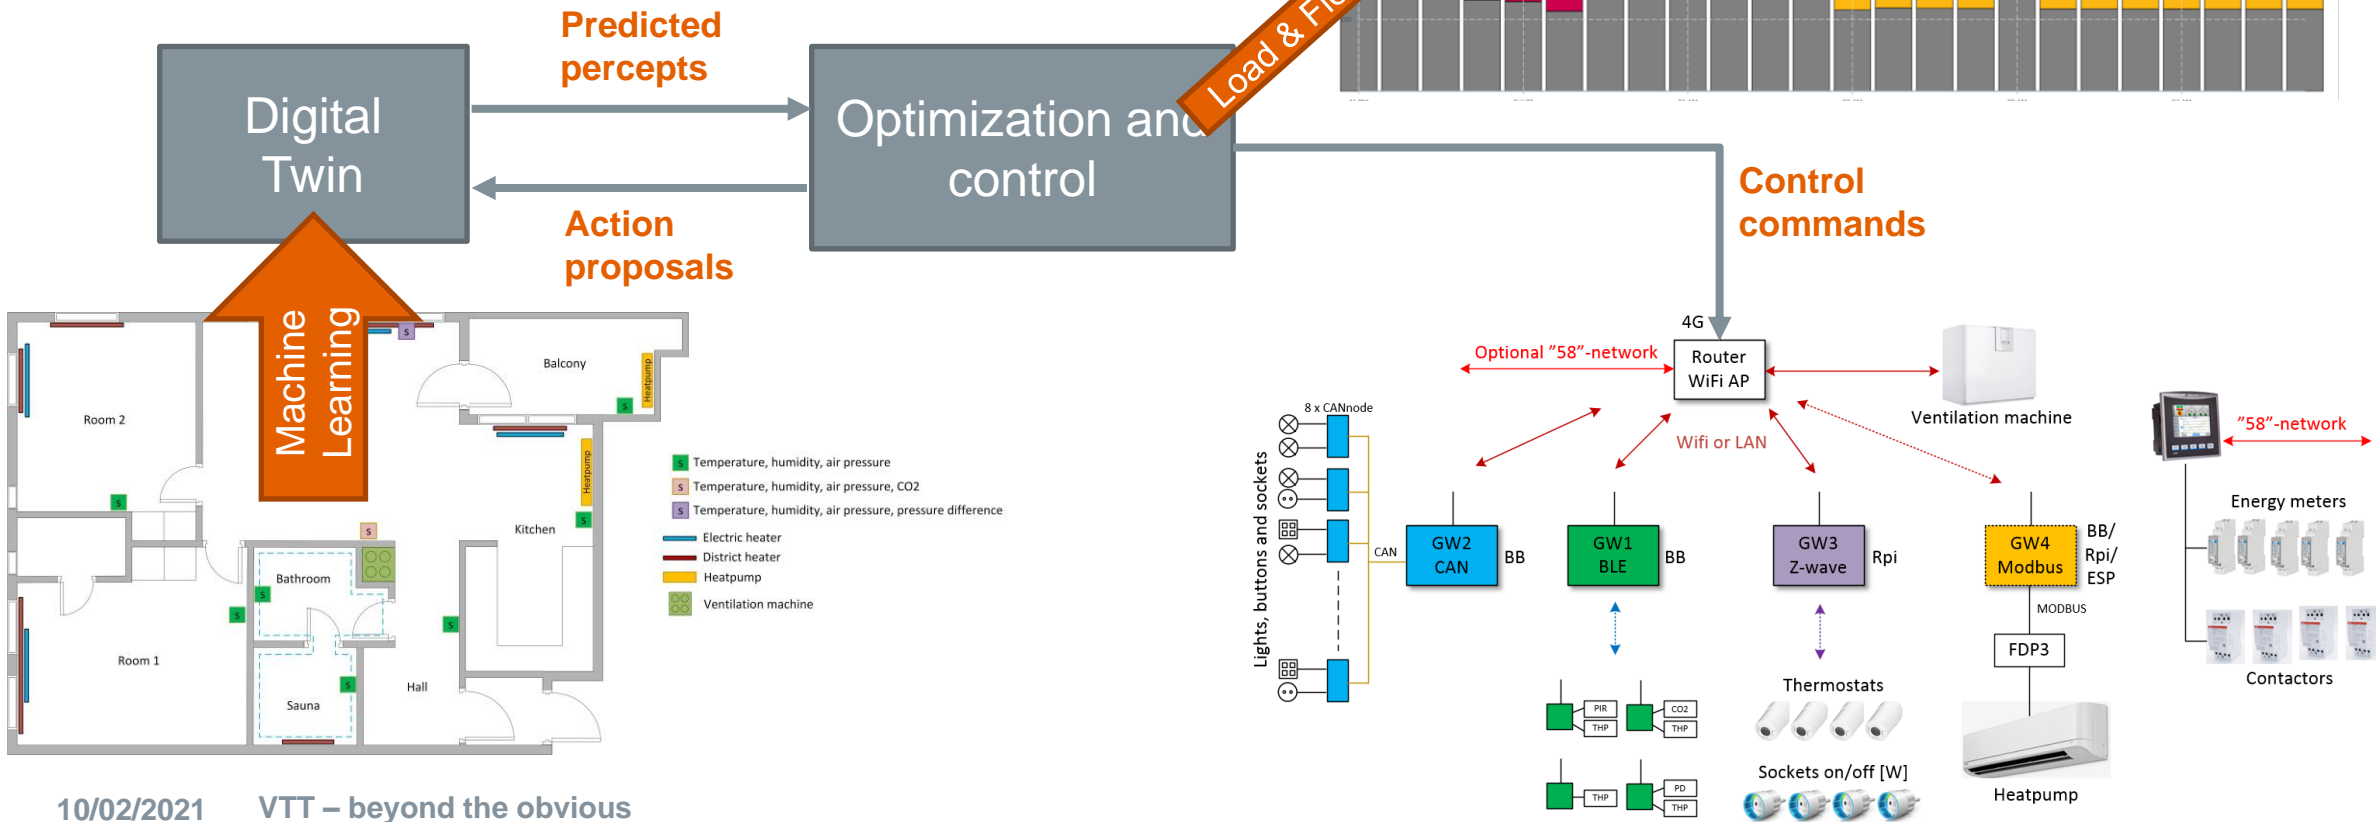 Predicted
percepts
Digital
Twin
Optimization and
control
Load &
Action
proposals
Control
commands
Machine
Learning
s
Balcony
Heatpump
s
Room 2
s
s
Heatpump
s
Kitchen
Bathroom
s
s
s
Room 1
s
Sauna
Hall
s Temperature, humidity, air pressure
s Temperature, humidity, air pressure, CO2
s Temperature, humidity, air pressure, pressure difference
Electric heater
District heater
Heatpump
Ventilation machine
4G
Router
WiFi AP
Optional ”58”-network
Ventilation machine
Wifi or LAN
8 x CANnode
Lights, buttons and sockets
CAN
GW2
CAN
BB
GW1
BLE
BB
GW3
Z-wave
Rpi
GW4
Modbus
BB/
Rpi/
ESP
MODBUS
FDP3
Heatpump
”58”-network
Energy meters
Contactors
PIR
THP
CO2
THP
THP
PD
THP
Thermostats
Sockets on/off [W]
10/02/2021
VTT – beyond the obvious